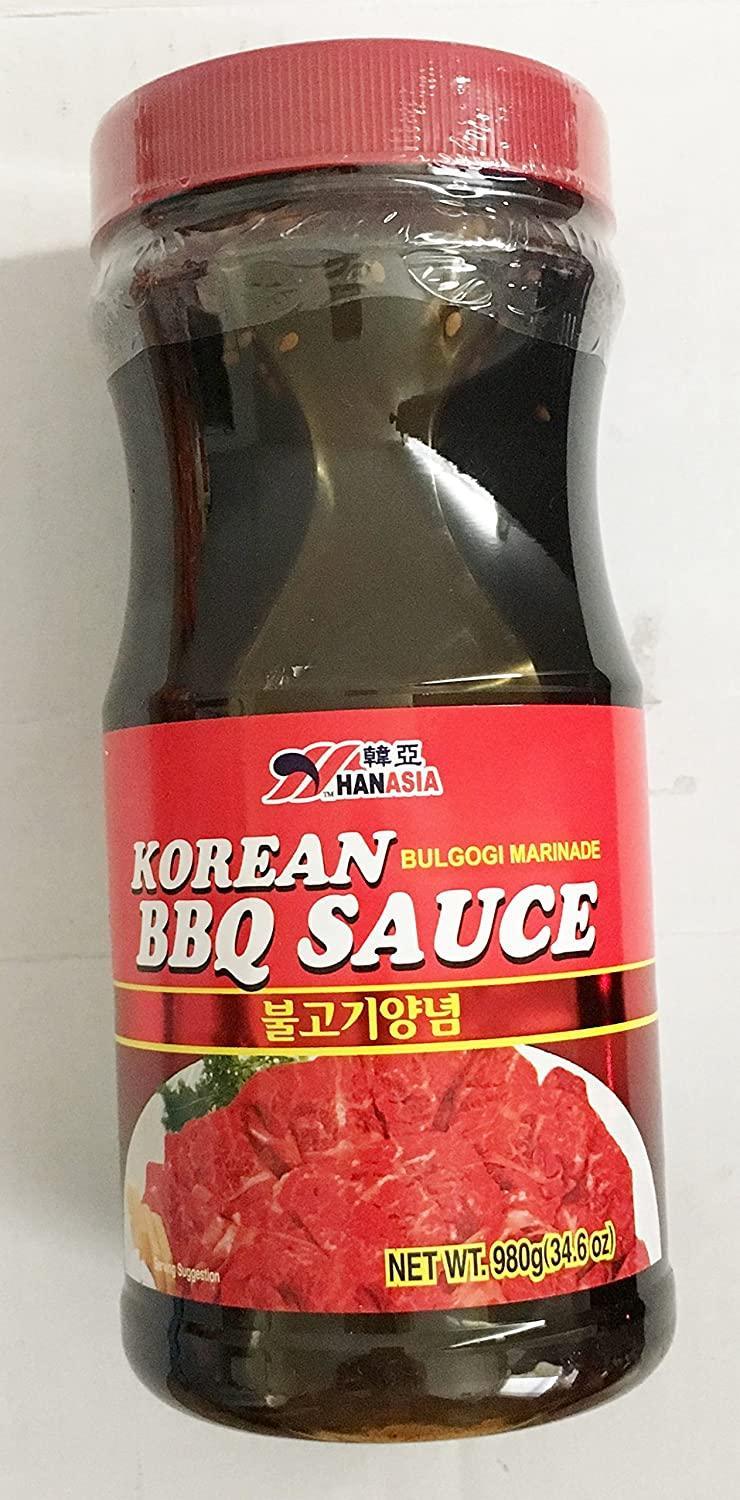 韓亞
™HANASIA
KOREAN BULGOGI MARINADE
BBQ SAUCE
불고기양념
NET WT. 980g(34.6 oz)
Serving Suggestion